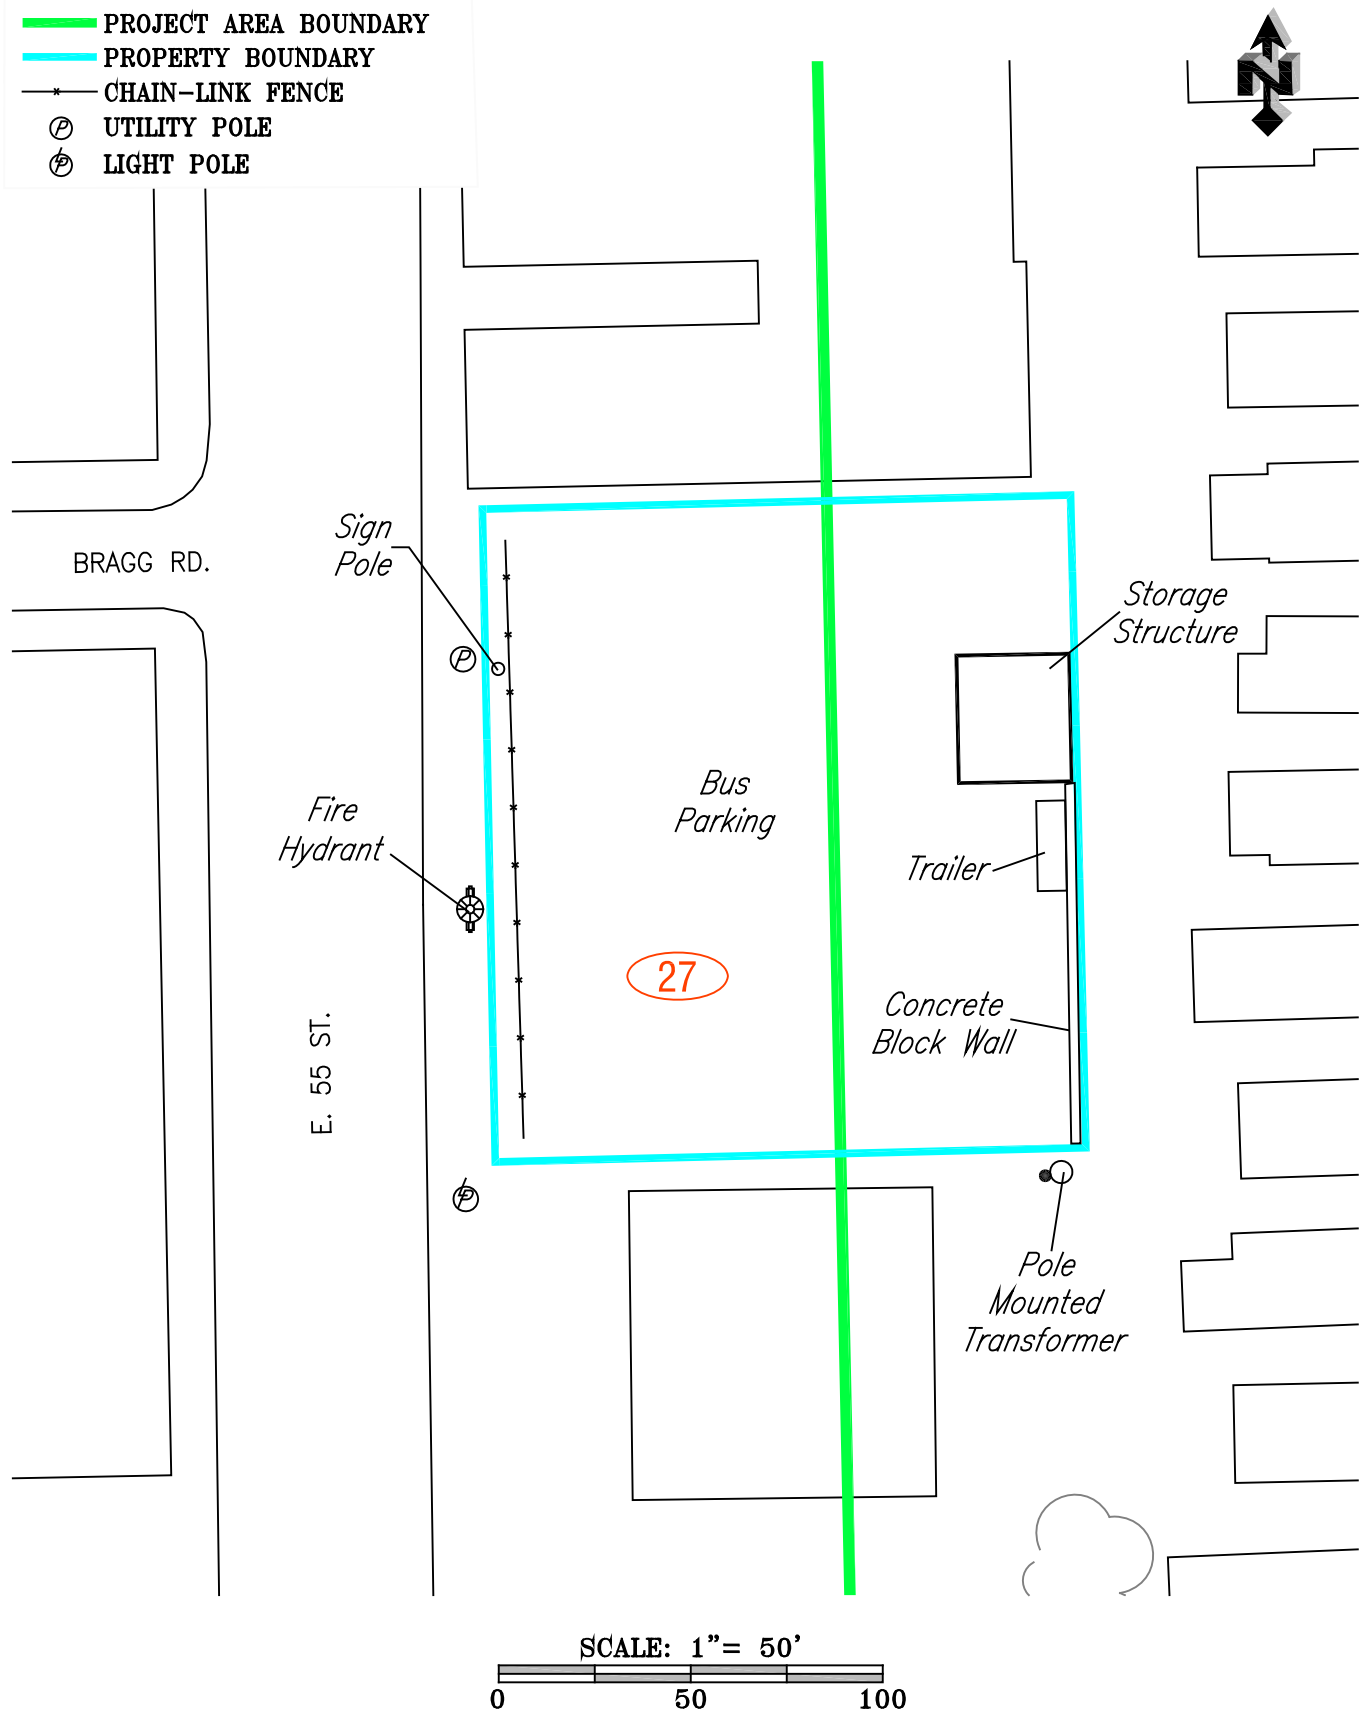 PROJECT AREA BOUNDARY
PROPERTY BOUNDARY
CHAIN-LINK FENCE
P UTILITY POLE
P LIGHT POLE
N
Sign
Pole
BRAGG RD.
Storage
Structure
P
Bus
Parking
Fire
Hydrant
Trailer
27
Concrete
Block Wall
E. 55 ST.
P
Pole
Mounted
Transformer
SCALE: 1"= 50'
0 50 100